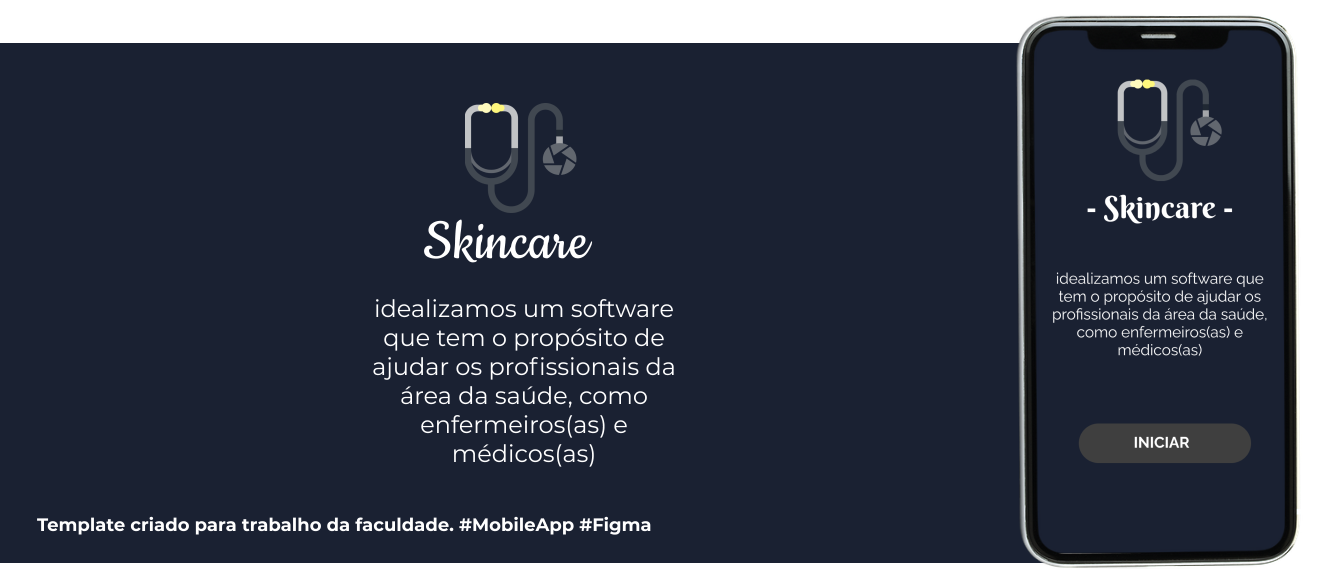 Skincare
idealizamos um software
que tem o propósito de
ajudar os profissionais da
área da saúde, como
enfermeiros(as) e
médicos(as)
Template criado para trabalho da faculdade. #MobileApp #Figma
- Skincare -
idealizamos um software que
tem o propósito de ajudar os
profissionais da área da saúde,
como enfermeiros(as) e
médicos(as)
INICIAR